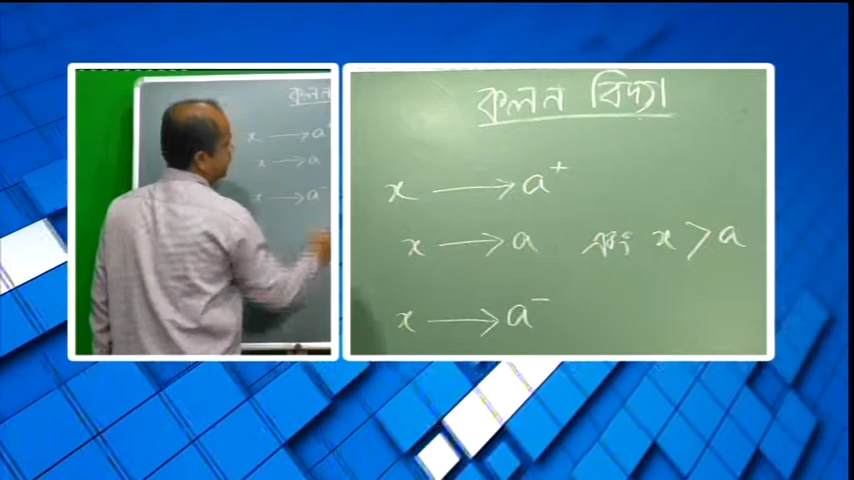 কলন বিদ্যা
x ⟶ a⁺
x ⟶ a এবং x > a
x ⟶ a⁻